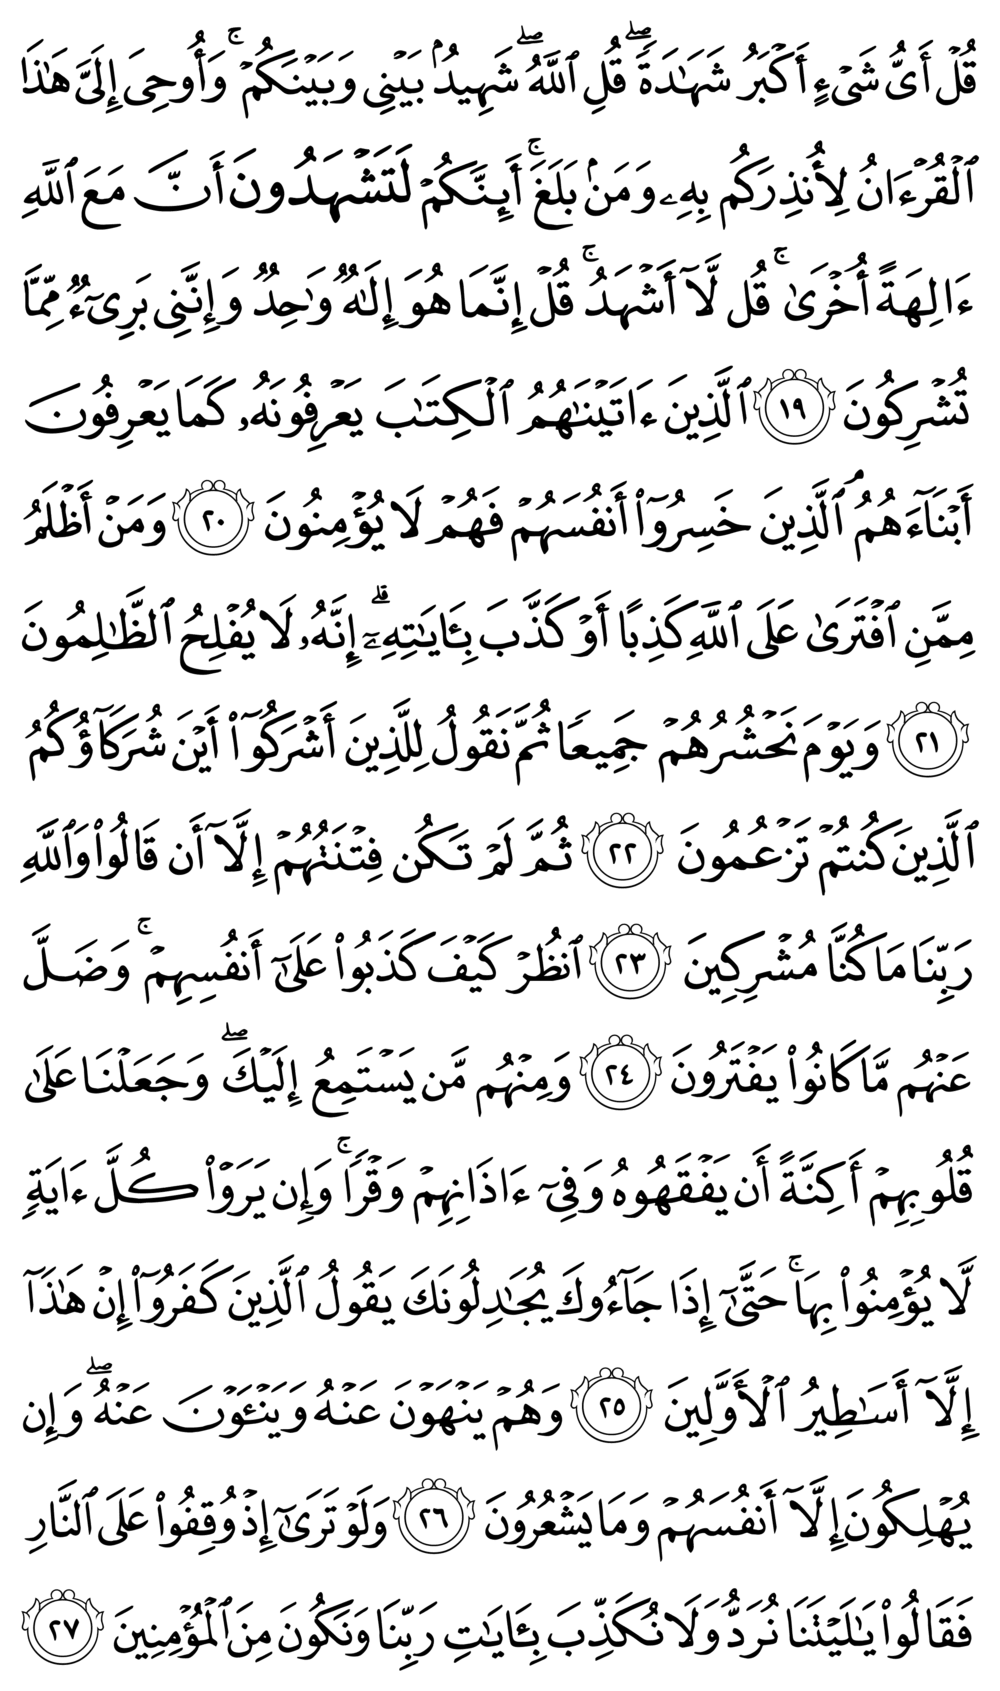 قُلۡ أَىُّ شَىۡءٍ أَكۡبَرُ شَهَـٰدَةࣰۖ قُلِ ٱللَّهُۖ شَهِيدُۢ بَيۡنِى وَبَيۡنَكُمۡۚ وَأُوحِىَ إِلَىَّ هَـٰذَا
ٱلۡقُرۡءَانُ لِأُنذِرَكُم بِهِۦ وَمَنۢ بَلَغَۚ أَئِنَّكُمۡ لَتَشۡهَدُونَ أَنَّ مَعَ ٱللَّهِ
ءَالِهَةً أُخۡرَىٰۚ قُل لَّآ أَشۡهَدُۚ قُلۡ إِنَّمَا هُوَ إِلَـٰهࣱ وَٰحِدࣱ وَإِنَّنِى بَرِىٓءࣱ مِّمَّا
تُشۡرِكُونَ ١٩ ٱلَّذِينَ ءَاتَيۡنَـٰهُمُ ٱلۡكِتَـٰبَ يَعۡرِفُونَهُۥ كَمَا يَعۡرِفُونَ
أَبۡنَآءَهُمُۘ ٱلَّذِينَ خَسِرُوٓا۟ أَنفُسَهُمۡ فَهُمۡ لَا يُؤۡمِنُونَ ٢٠ وَمَنۡ أَظۡلَمُ
مِمَّنِ ٱفۡتَرَىٰ عَلَى ٱللَّهِ كَذِبًا أَوۡ كَذَّبَ بِـَٔايَـٰتِهِۦٓۗ إِنَّهُۥ لَا يُفۡلِحُ ٱلظَّـٰلِمُونَ
٢١ وَيَوۡمَ نَحۡشُرُهُمۡ جَمِيعࣰا ثُمَّ نَقُولُ لِلَّذِينَ أَشۡرَكُوٓا۟ أَيۡنَ شُرَكَآؤُكُمُ
ٱلَّذِينَ كُنتُمۡ تَزۡعُمُونَ ٢٢ ثُمَّ لَمۡ تَكُن فِتۡنَتُهُمۡ إِلَّآ أَن قَالُوا۟ وَٱللَّهِ
رَبِّنَا مَا كُنَّا مُشۡرِكِينَ ٢٣ ٱنظُرۡ كَيۡفَ كَذَبُوا۟ عَلَىٰٓ أَنفُسِهِمۡۚ وَضَلَّ
عَنۡهُم مَّا كَانُوا۟ يَفۡتَرُونَ ٢٤ وَمِنۡهُم مَّن يَسۡتَمِعُ إِلَيۡكَۖ وَجَعَلۡنَا عَلَىٰ
قُلُوبِهِمۡ أَكِنَّةً أَن يَفۡقَهُوهُ وَفِىٓ ءَاذَانِهِمۡ وَقۡرࣰاۚ وَإِن يَرَوۡا۟ كُلَّ ءَايَةࣲ
لَّا يُؤۡمِنُوا۟ بِهَاۚ حَتَّىٰٓ إِذَا جَآءُوكَ يُجَـٰدِلُونَكَ يَقُولُ ٱلَّذِينَ كَفَرُوٓا۟ إِنۡ هَـٰذَآ
إِلَّآ أَسَـٰطِيرُ ٱلۡأَوَّلِينَ ٢٥ وَهُمۡ يَنۡهَوۡنَ عَنۡهُ وَيَنۡـَٔوۡنَ عَنۡهُۖ وَإِن
يُهۡلِكُونَ إِلَّآ أَنفُسَهُمۡ وَمَا يَشۡعُرُونَ ٢٦ وَلَوۡ تَرَىٰٓ إِذۡ وُقِفُوا۟ عَلَى ٱلنَّارِ
فَقَالُوا۟ يَـٰلَيۡتَنَا نُرَدُّ وَلَا نُكَذِّبَ بِـَٔايَـٰتِ رَبِّنَا وَنَكُونَ مِنَ ٱلۡمُؤۡمِنِينَ ٢٧